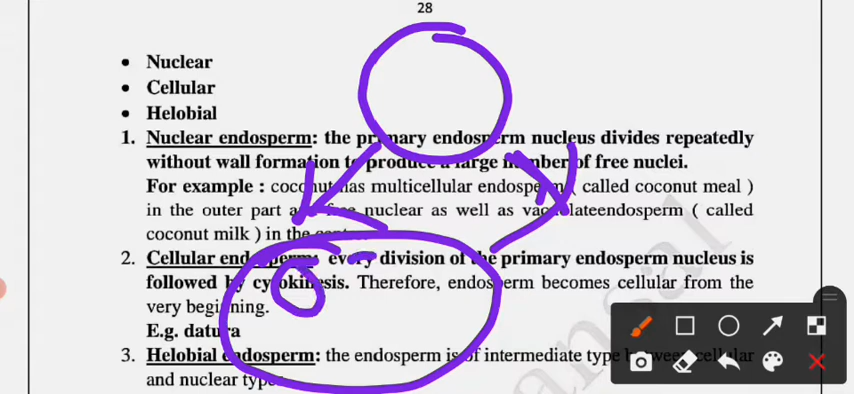 28
• Nuclear
• Cellular
• Helobial
1. Nuclear endosperm: the primary endosperm nucleus divides repeatedly
without wall formation to produce a large number of free nuclei.
For example : coconut has multicellular endosperm ( called coconut meal )
in the outer part and free nuclear as well as vacuolateendosperm ( called
coconut milk ) in the center.
2. Cellular endosperm: every division of the primary endosperm nucleus is
followed by cytokinesis. Therefore, endosperm becomes cellular from the
very beginning.
E.g. datura
3. Helobial endosperm: the endosperm is of intermediate type between cellular
and nuclear type